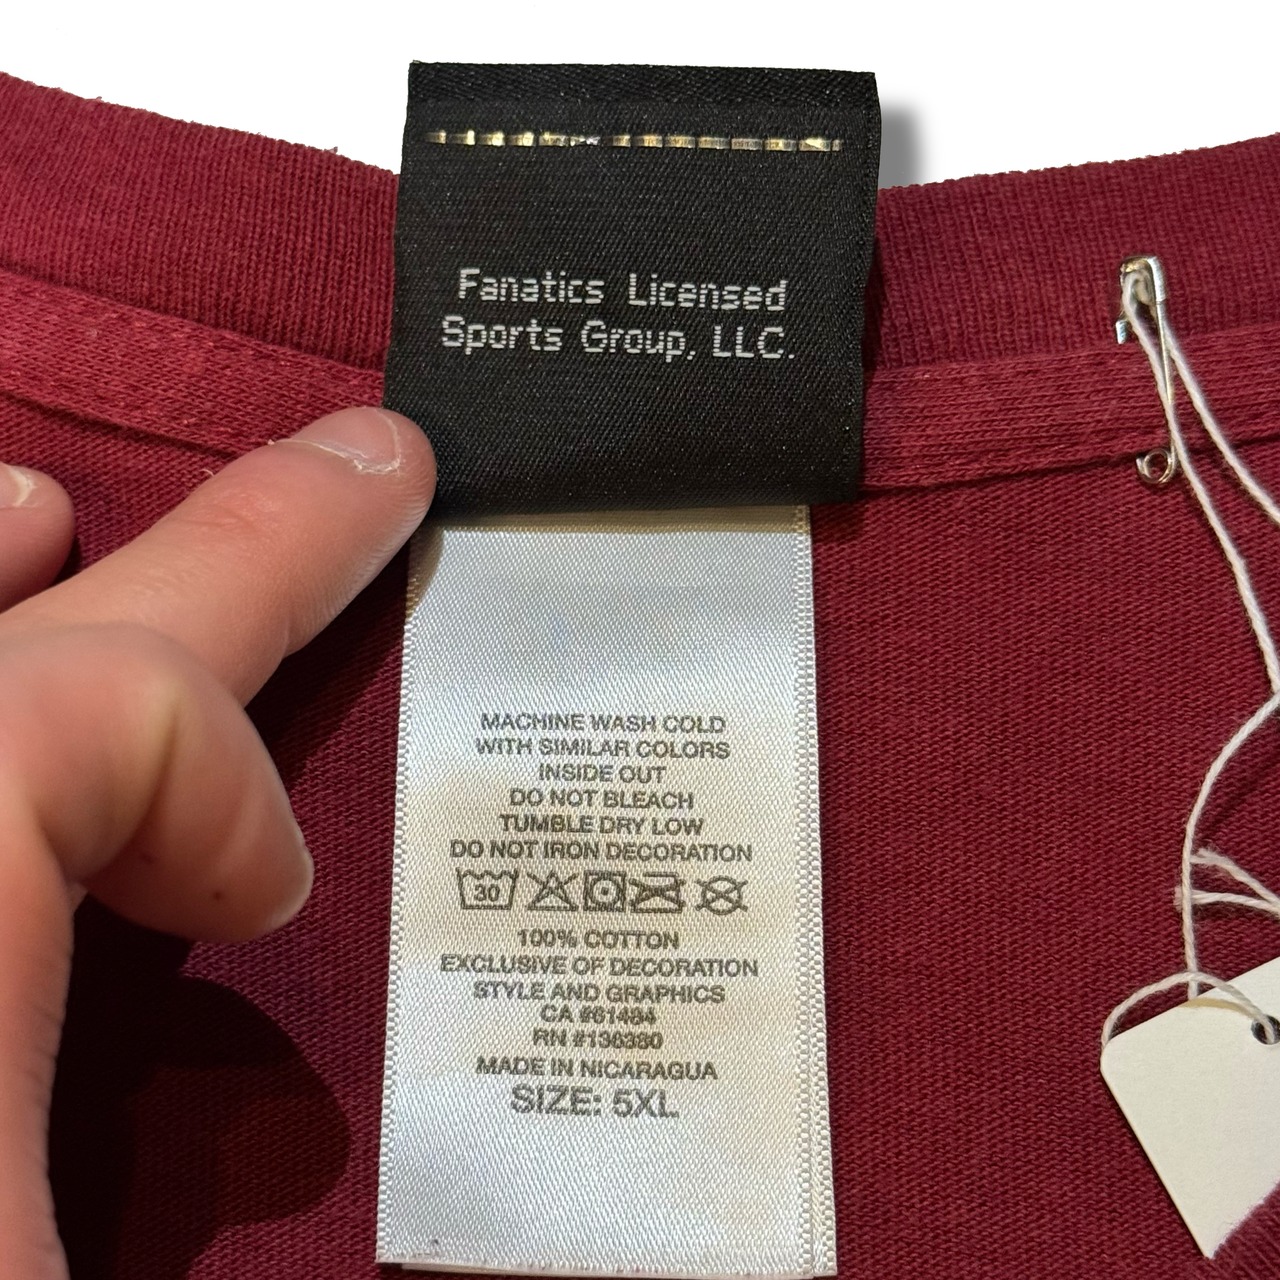 Fanatics Licensed
Sports Group, LLC.
MACHINE WASH COLD
WITH SIMILAR COLORS
INSIDE OUT
DO NOT BLEACH
TUMBLE DRY LOW
DO NOT IRON DECORATION
30
100% COTTON
EXCLUSIVE OF DECORATION
STYLE AND GRAPHICS
CA #61484
RN #136380
MADE IN NICARAGUA
SIZE: 5XL